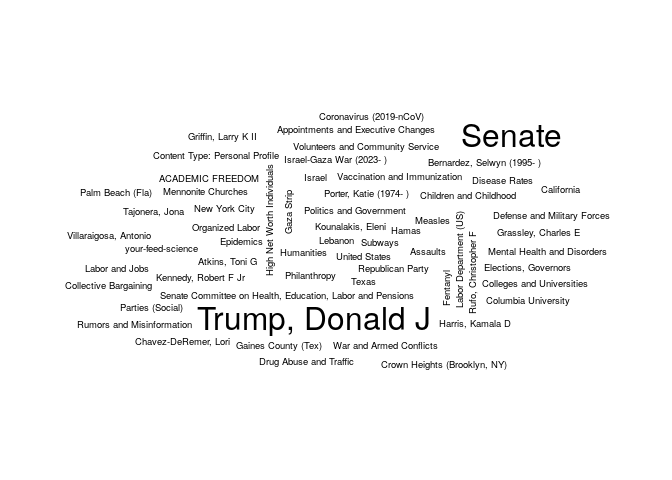 Coronavirus (2019-nCoV)
Appointments and Executive Changes
Senate
Griffin, Larry K II
Volunteers and Community Service
Content Type: Personal Profile
Israel-Gaza War (2023- )
Bernardez, Selwyn (1995- )
ACADEMIC FREEDOM
High Net Worth Individuals
Israel
Vaccination and Immunization
Disease Rates
California
Palm Beach (Fla)
Mennonite Churches
Gaza Strip
Porter, Katie (1974- )
Children and Childhood
Tajonera, Jona
New York City
Politics and Government
Measles
Defense and Military Forces
Organized Labor
Kounalakis, Eleni
Hamas
Labor Department (US)
Rufo, Christopher F
Grassley, Charles E
Villaraigosa, Antonio
Epidemics
Lebanon
Subways
your-feed-science
Humanities
United States
Assaults
Mental Health and Disorders
Atkins, Toni G
Labor and Jobs
Republican Party
Elections, Governors
Kennedy, Robert F Jr
Philanthropy
Texas
Fentanyl
Colleges and Universities
Collective Bargaining
Senate Committee on Health, Education, Labor and Pensions
Columbia University
Parties (Social)
Trump, Donald J
Rumors and Misinformation
Harris, Kamala D
Chavez-DeRemer, Lori
Gaines County (Tex)
War and Armed Conflicts
Drug Abuse and Traffic
Crown Heights (Brooklyn, NY)